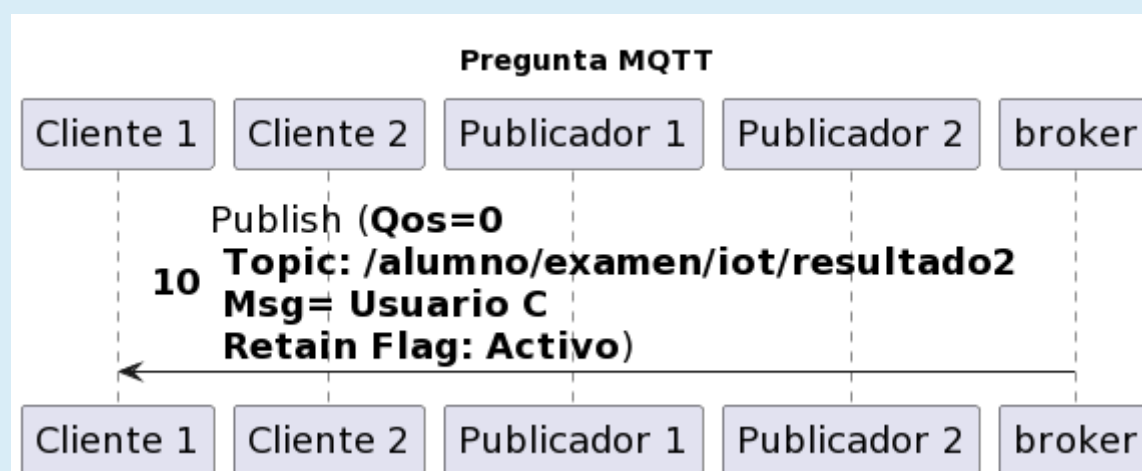 Pregunta MQTT
Cliente 1 Cliente 2 Publicador 1 Publicador 2 broker
Publish (Qos=0
Topic: /alumno/examen/iot/resultado2
10 Msg= Usuario C
Retain Flag: Activo)
Cliente 1 Cliente 2 Publicador 1 Publicador 2 broker